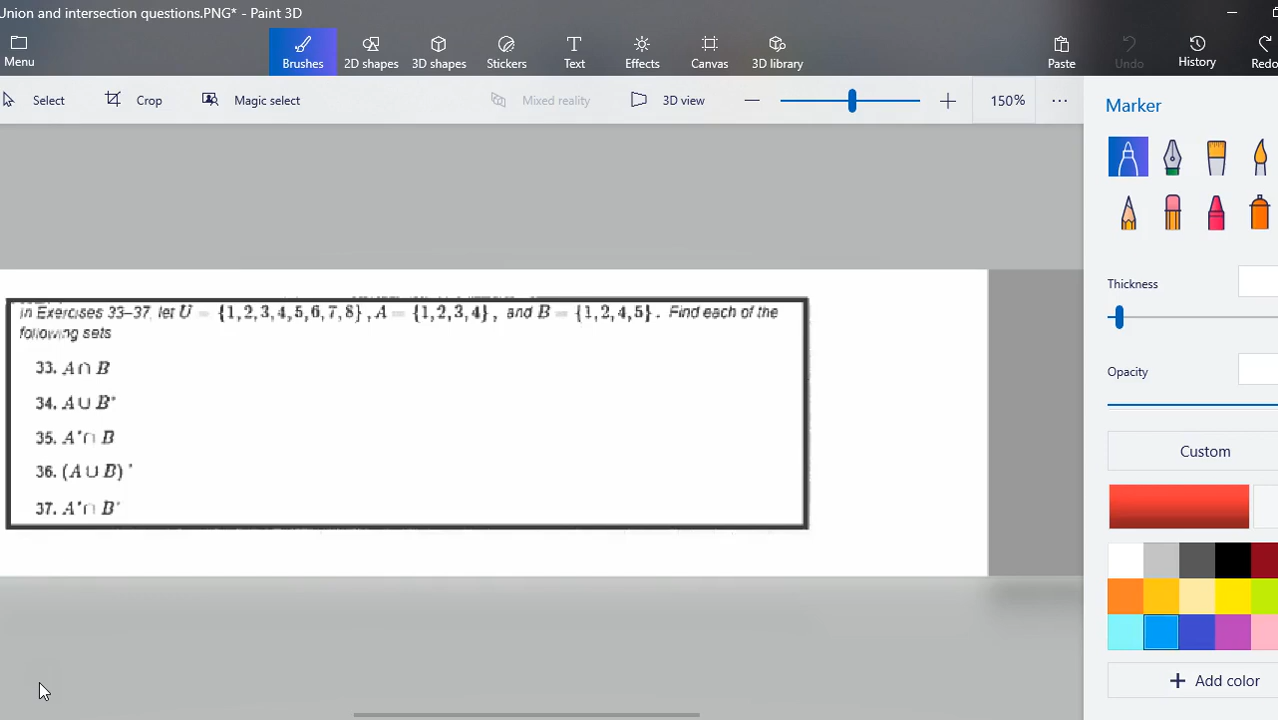 Union and intersection questions.PNG* - Paint 3D
Menu
Brushes
2D shapes
3D shapes
Stickers
Text
Effects
Canvas
3D library
Paste
Undo
History
Redo
Select
Crop
Magic select
Mixed reality
3D view
150%
Marker
In Exercises 33–37, let U = {1,2,3,4,5,6,7,8}, A = {1,2,3,4}, and B = {1,2,4,5}. Find each of the
following sets
33. A ∩ B
34. A ∪ B'
35. A' ∩ B
36. (A ∪ B)'
37. A' ∩ B'
Thickness
Opacity
Custom
Add color